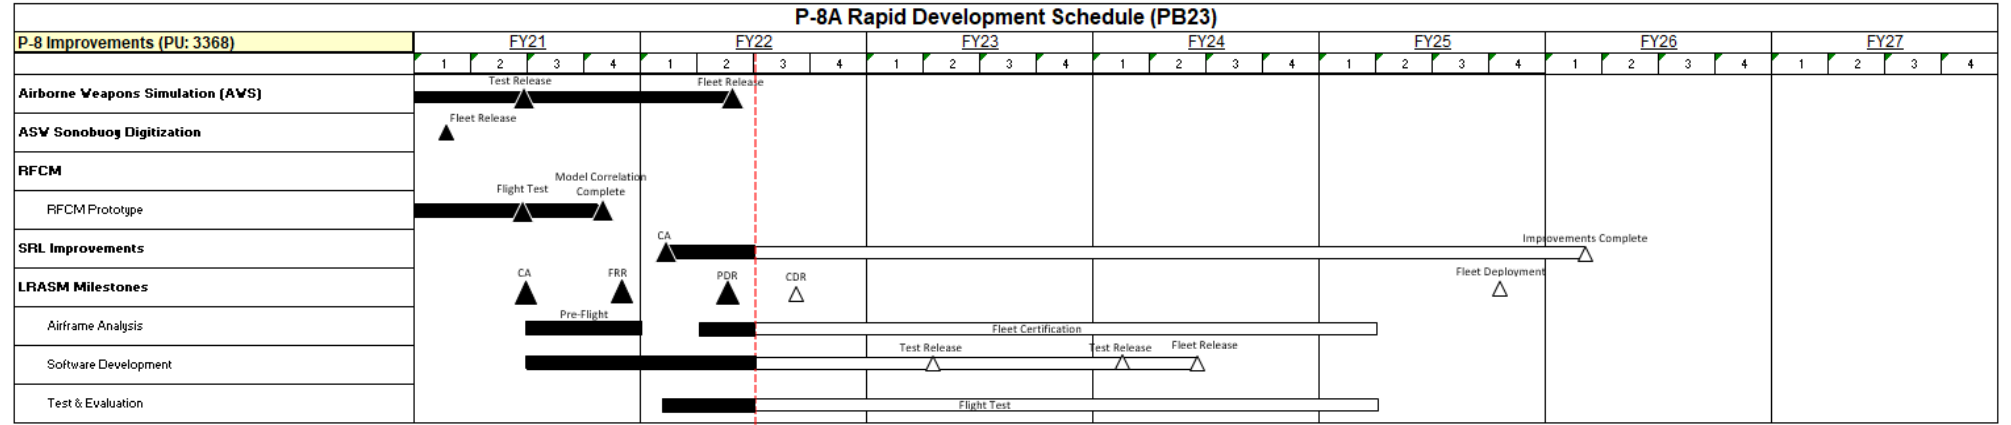 P-8A Rapid Development Schedule (PB23)
P-8 Improvements (PU: 3368) FY21 FY22 FY23 FY24 FY25 FY26 FY27
1 2 3 4 1 2 3 4 1 2 3 4 1 2 3 4 1 2 3 4 1 2 3 4 1 2 3 4
Test Release Fleet Release
Airborne Weapons Simulation (AWS)
Fleet Release
ASW Sonobuoy Digitization
RFCM
Model Correlation
Complete
Flight Test
RFCM Prototype
CA Improvements Complete
SRL Improvements
CA FRR PDR CDR Fleet Deployment
LRASM Milestones
Pre-Flight
Airframe Analysis Fleet Certification
Test Release Test Release Fleet Release
Software Development
Test & Evaluation Flight Test